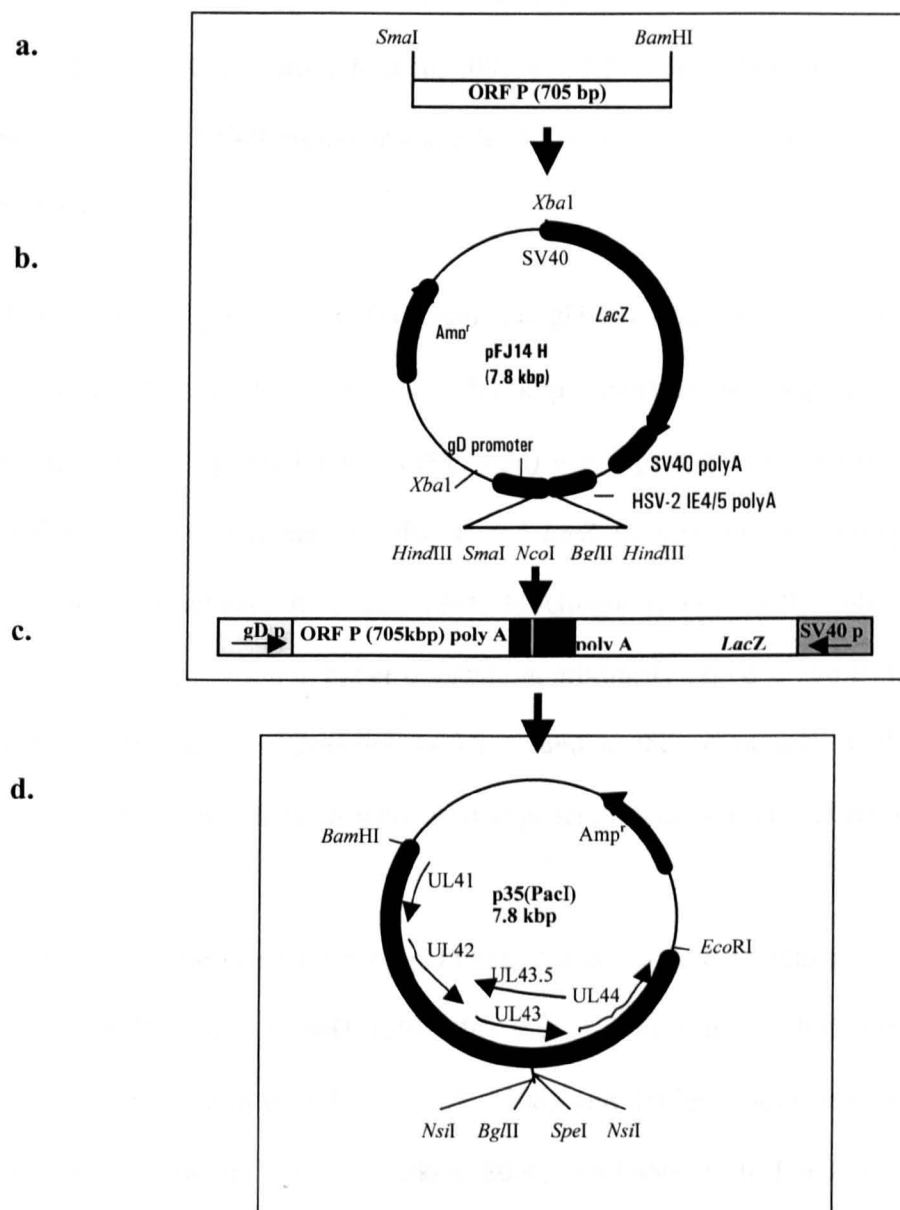 a.
SmaI BamHI
ORF P (705 bp)
b.
XbaI
SV40
LacZ
Ampʳ
pFJ14 H
(7.8 kbp)
gD promoter
SV40 polyA
XbaI
HSV-2 IE4/5 polyA
HindIII SmaI NcoI BglII HindIII
c.
gD p ORF P (705kbp) poly A poly A LacZ SV40 p
d.
Ampʳ
BamHI
UL41
p35(PacI)
7.8 kbp
EcoRI
UL42
UL43.5
UL44
UL43
NsiI BglII SpeI NsiI